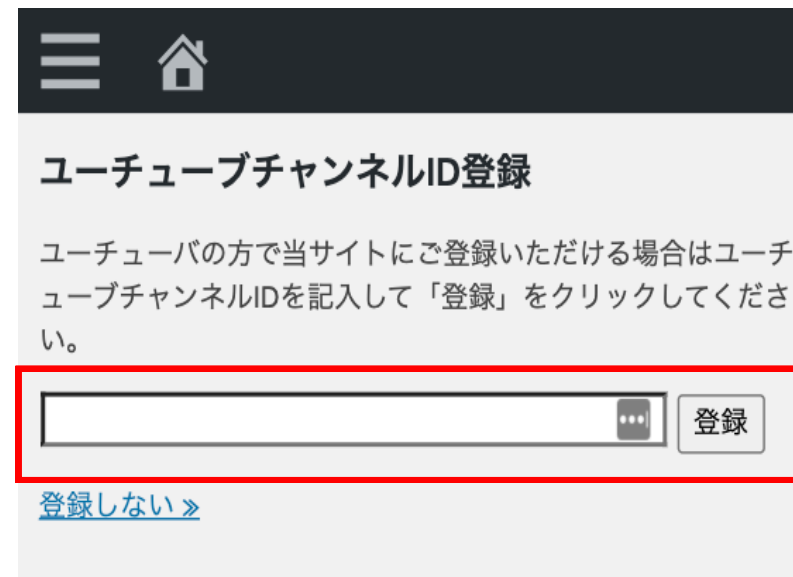 ユーチューブチャンネルID登録
ユーチューバの方で当サイトにご登録いただける場合はユーチ
ューブチャンネルIDを記入して「登録」をクリックしてくださ
い。
登録
登録しない »